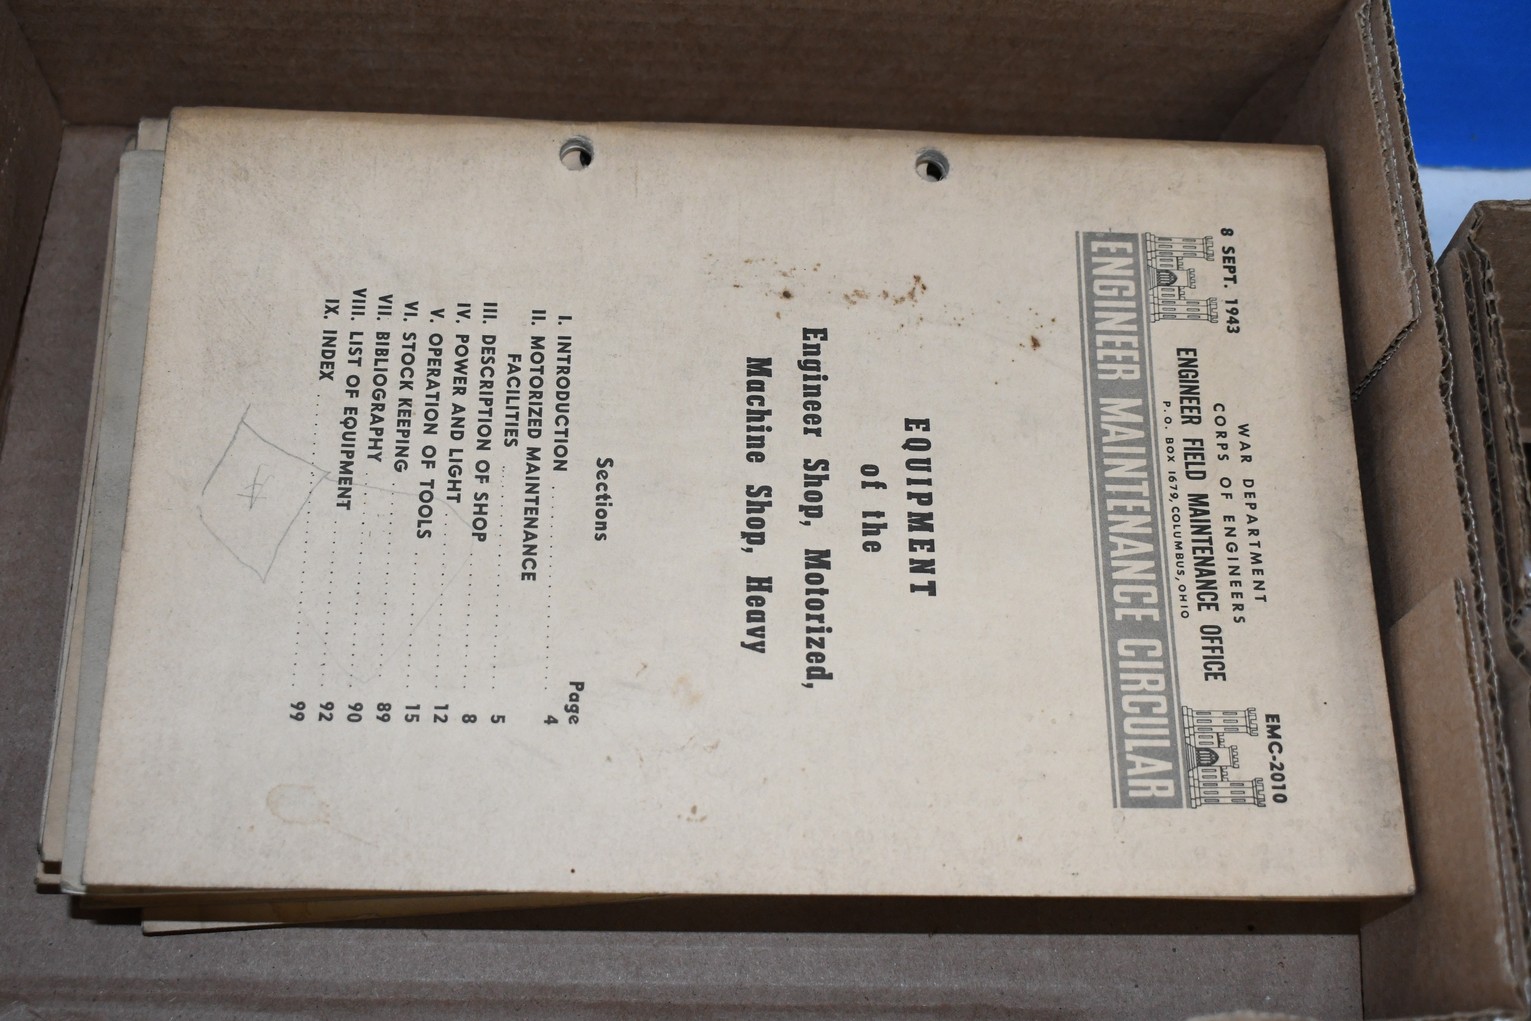 8 SEPT. 1943
EMC-2010
WAR DEPARTMENT
CORPS OF ENGINEERS
ENGINEER FIELD MAINTENANCE OFFICE
P. O. BOX 1679, COLUMBUS, OHIO
ENGINEER MAINTENANCE CIRCULAR
EQUIPMENT
of the
Engineer Shop, Motorized,
Machine Shop, Heavy
Sections
Page
I. INTRODUCTION 4
II. MOTORIZED MAINTENANCE
FACILITIES 5
III. DESCRIPTION OF SHOP 8
IV. POWER AND LIGHT 12
V. OPERATION OF TOOLS 15
VI. STOCK KEEPING 89
VII. BIBLIOGRAPHY 90
VIII. LIST OF EQUIPMENT 92
IX. INDEX 99